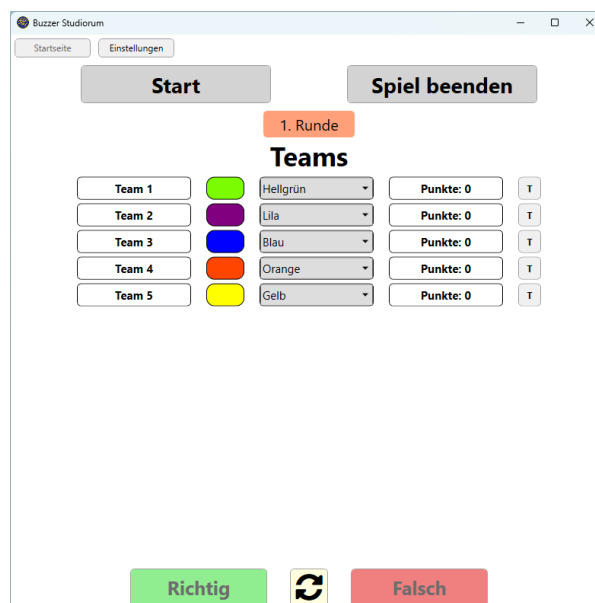 Buzzer Studiorum
Startseite Einstellungen
Start Spiel beenden
1. Runde
Teams
Team 1 Hellgrün Punkte: 0 T
Team 2 Lila Punkte: 0 T
Team 3 Blau Punkte: 0 T
Team 4 Orange Punkte: 0 T
Team 5 Gelb Punkte: 0 T
Richtig Falsch